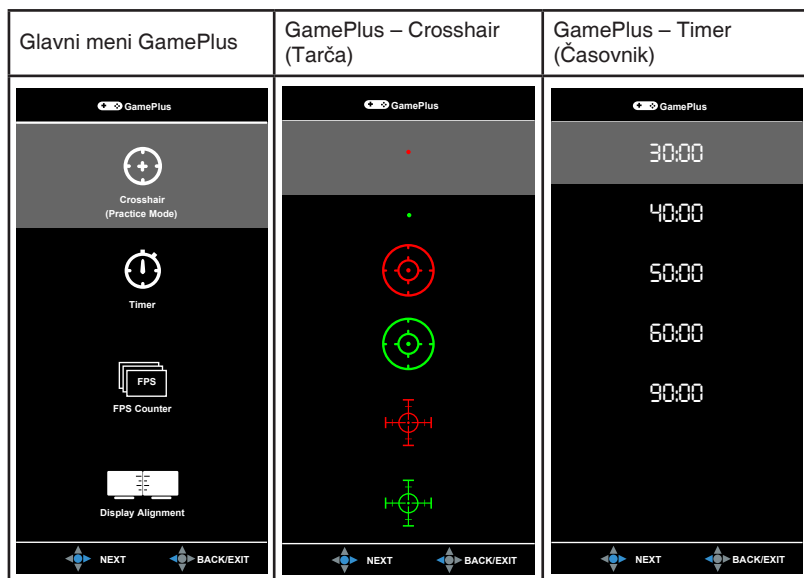 Glavni meni GamePlus
GamePlus – Crosshair
(Tarča)
GamePlus – Timer
(Časovnik)
GamePlus
Crosshair
(Practice Mode)
Timer
FPS
FPS Counter
Display Alignment
NEXT BACK/EXIT
GamePlus
NEXT BACK/EXIT
GamePlus
30:00
40:00
50:00
60:00
90:00
NEXT BACK/EXIT